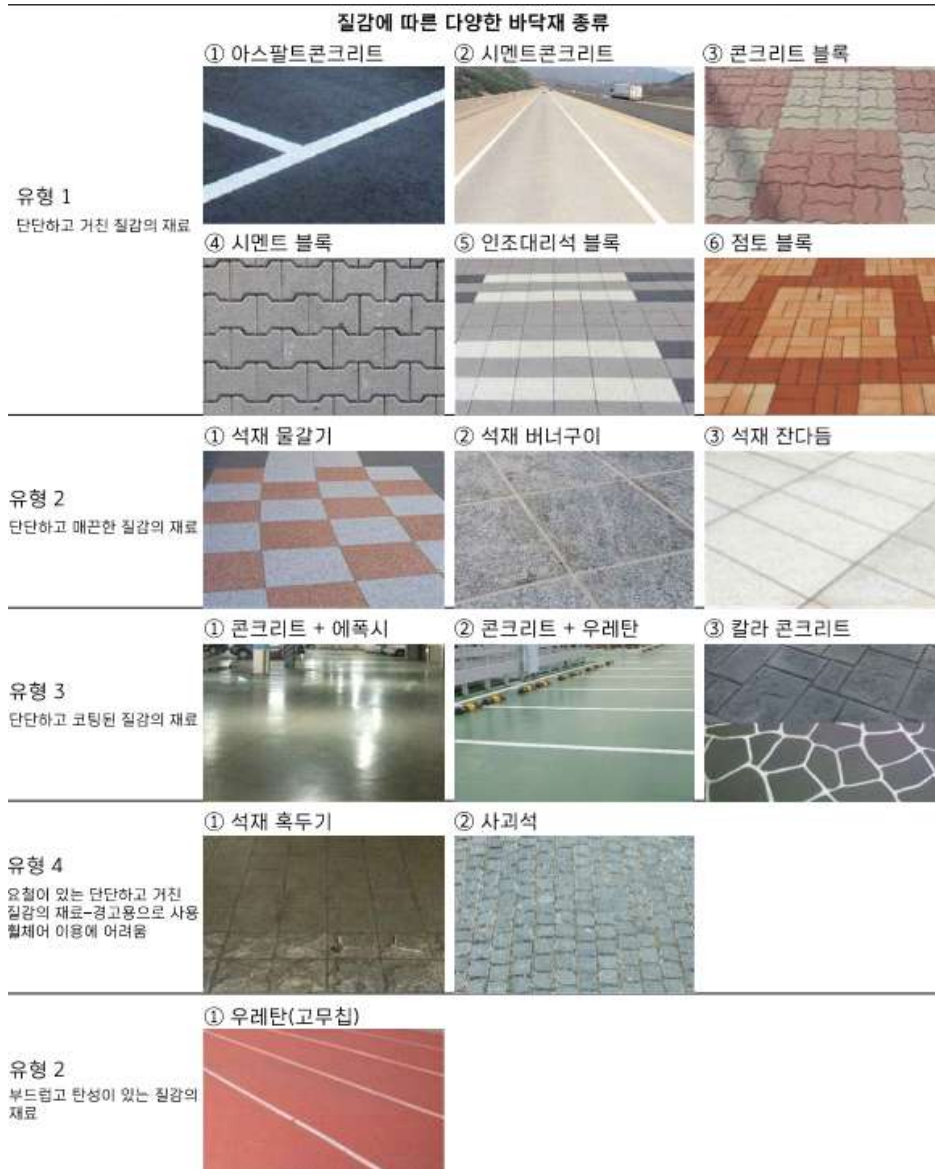 질감에 따른 다양한 바닥재 종류
① 아스팔트콘크리트
② 시멘트콘크리트
③ 콘크리트 블록
유형 1
단단하고 거친 질감의 재료
④ 시멘트 블록
⑤ 인조대리석 블록
⑥ 점토 블록
① 석재 물갈기
② 석재 버너구이
③ 석재 잔다듬
유형 2
단단하고 매끈한 질감의 재료
① 콘크리트 + 에폭시
② 콘크리트 + 우레탄
③ 칼라 콘크리트
유형 3
단단하고 코팅된 질감의 재료
① 석재 혹두기
② 사괴석
유형 4
요철이 있는 단단하고 거친
질감의 재료-경고용으로 사용
휠체어 이용에 어려움
① 우레탄(고무칩)
유형 2
부드럽고 탄성이 있는 질감의
재료